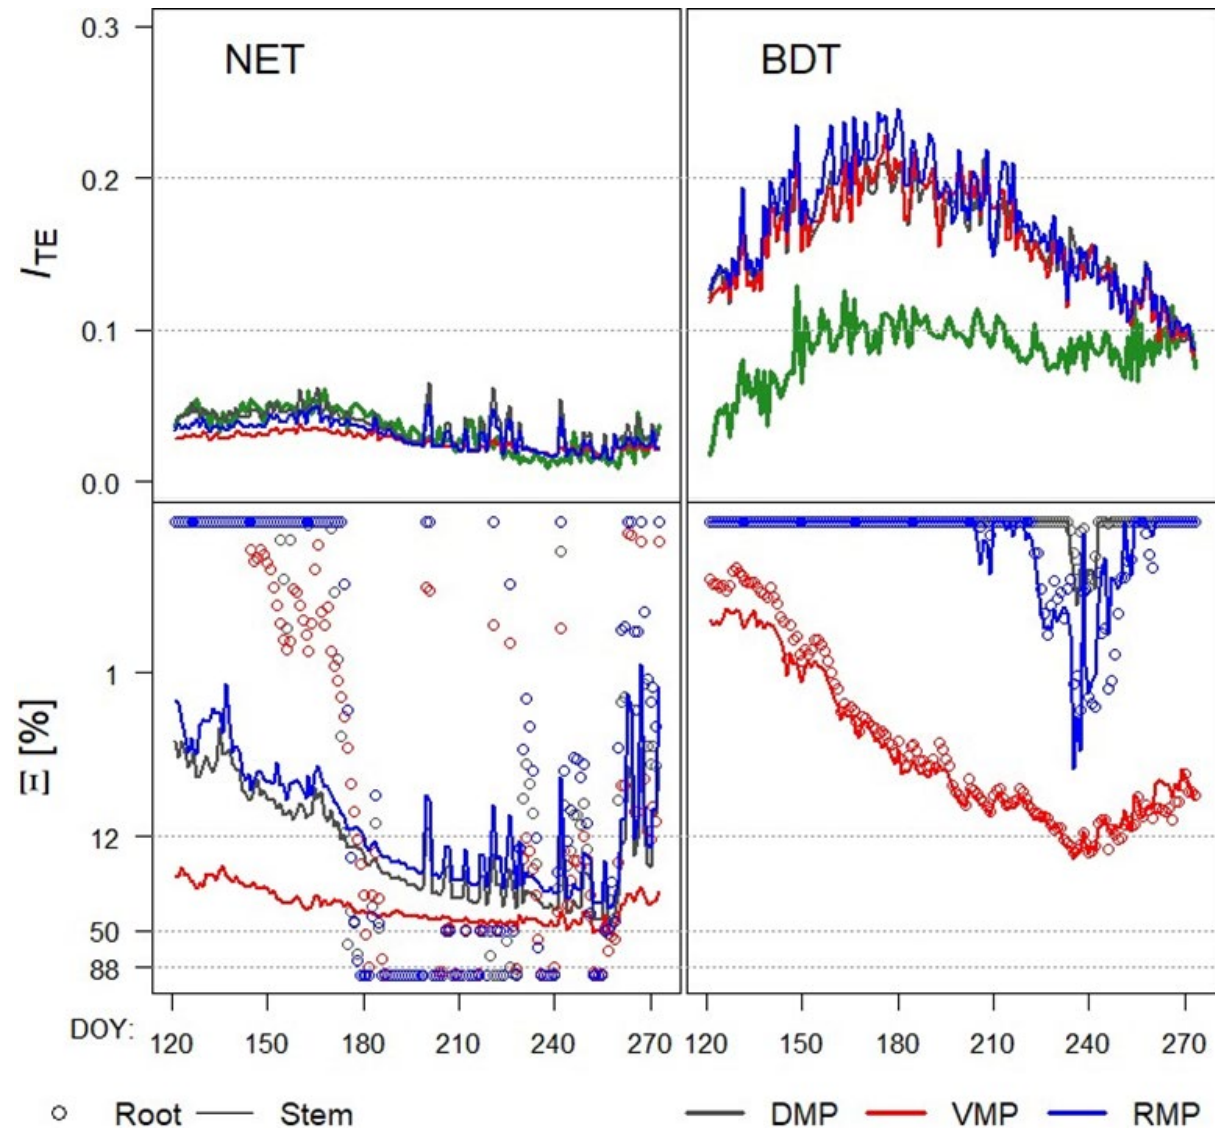 0.3
NET
BDT
0.2
I TE
0.1
0.0
1
Ξ [%]
12
50
88
DOY: 120 150 180 210 240 270 120 150 180 210 240 270
Root Stem DMP VMP RMP